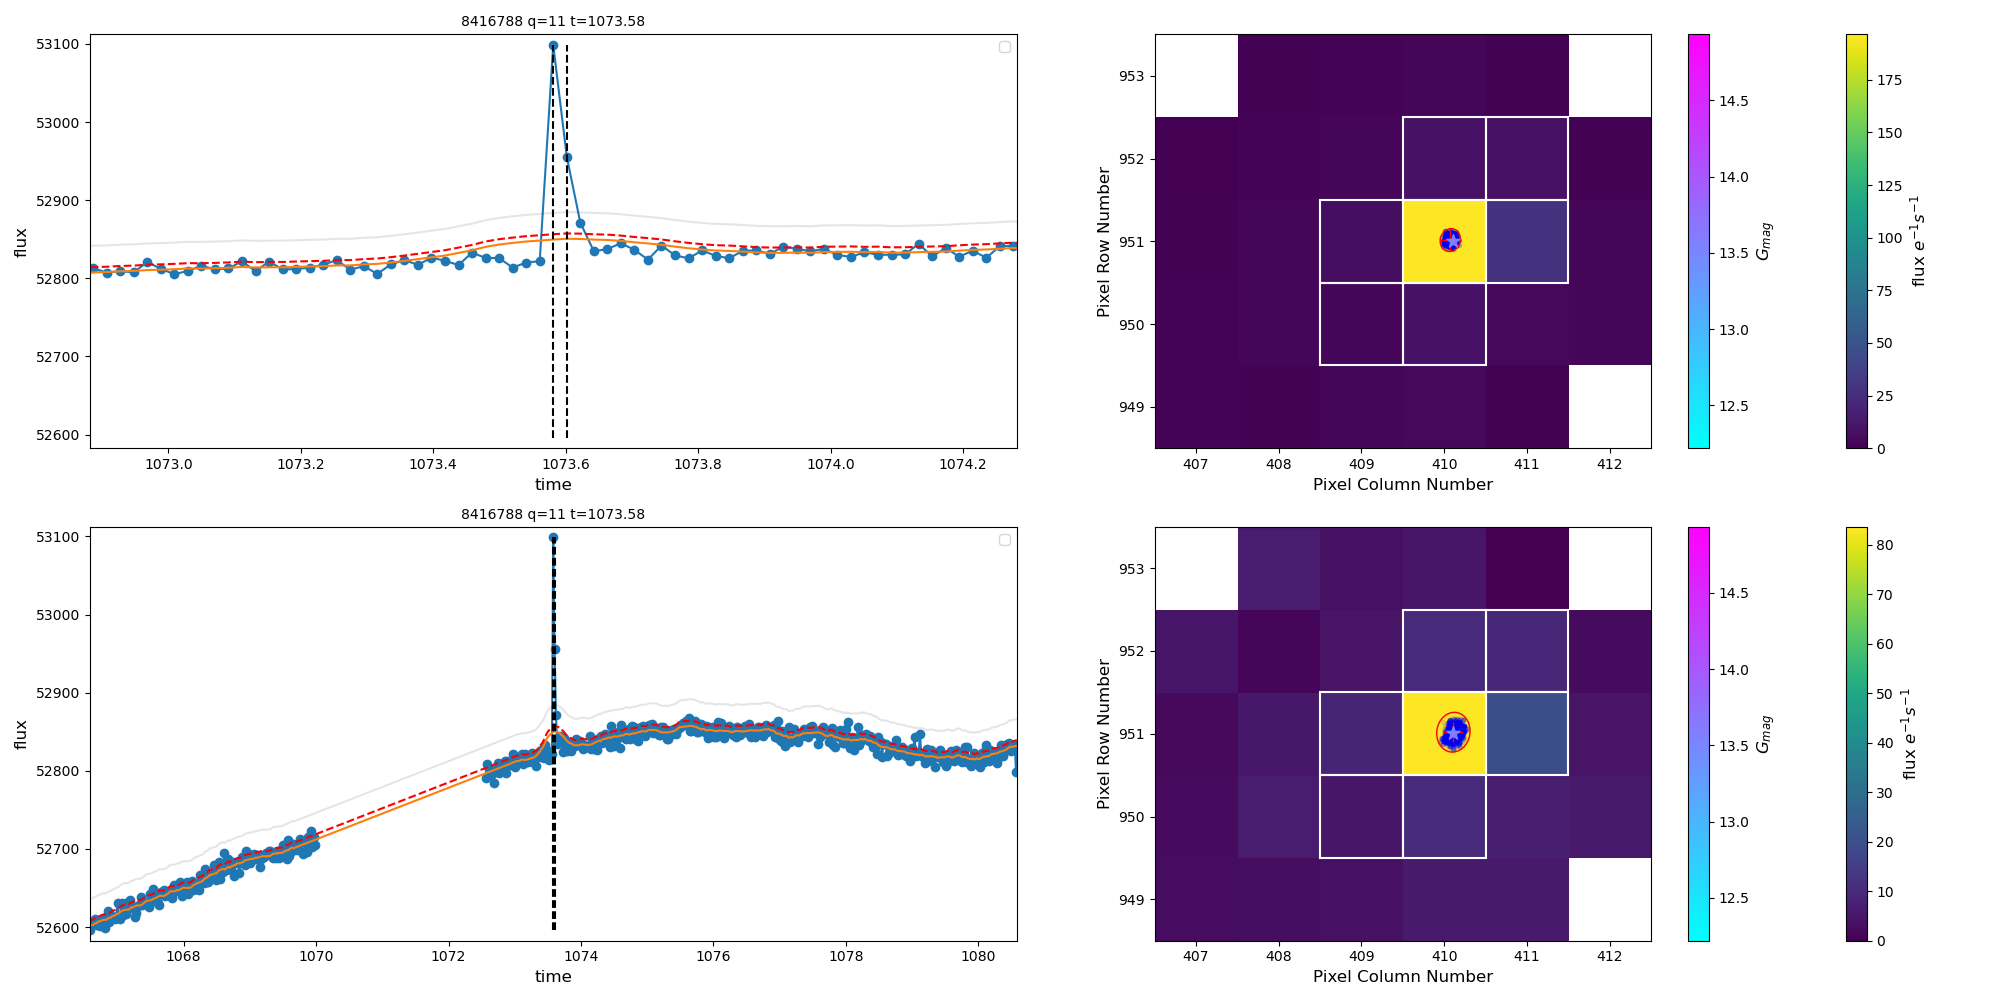 8416788 q=11 t=1073.58
53100
53000
52900
52800
52700
52600
flux
1073.0 1073.2 1073.4 1073.6 1073.8 1074.0 1074.2
time
953
952
951
950
949
Pixel Row Number
407 408 409 410 411 412
Pixel Column Number
14.5
14.0
13.5
13.0
12.5
G_mag
175
150
125
100
75
50
25
0
flux e⁻¹s⁻¹
8416788 q=11 t=1073.58
53100
53000
52900
52800
52700
52600
flux
1068 1070 1072 1074 1076 1078 1080
time
953
952
951
950
949
Pixel Row Number
407 408 409 410 411 412
Pixel Column Number
14.5
14.0
13.5
13.0
12.5
G_mag
80
70
60
50
40
30
20
10
0
flux e⁻¹s⁻¹